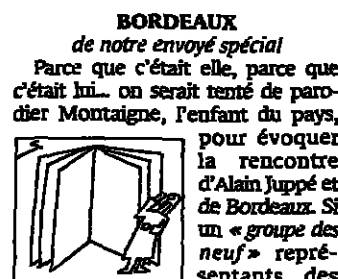 BORDEAUX
de notre envoyé spécial
Parce que c'était elle, parce que
c'était lui... on serait tenté de paro-
dier Montaigne, l'enfant du pays,
pour évoquer
la rencontre
d'Alain Juppé et
de Bordeaux. Si
un « groupe des
neuf » repré-
sentants des